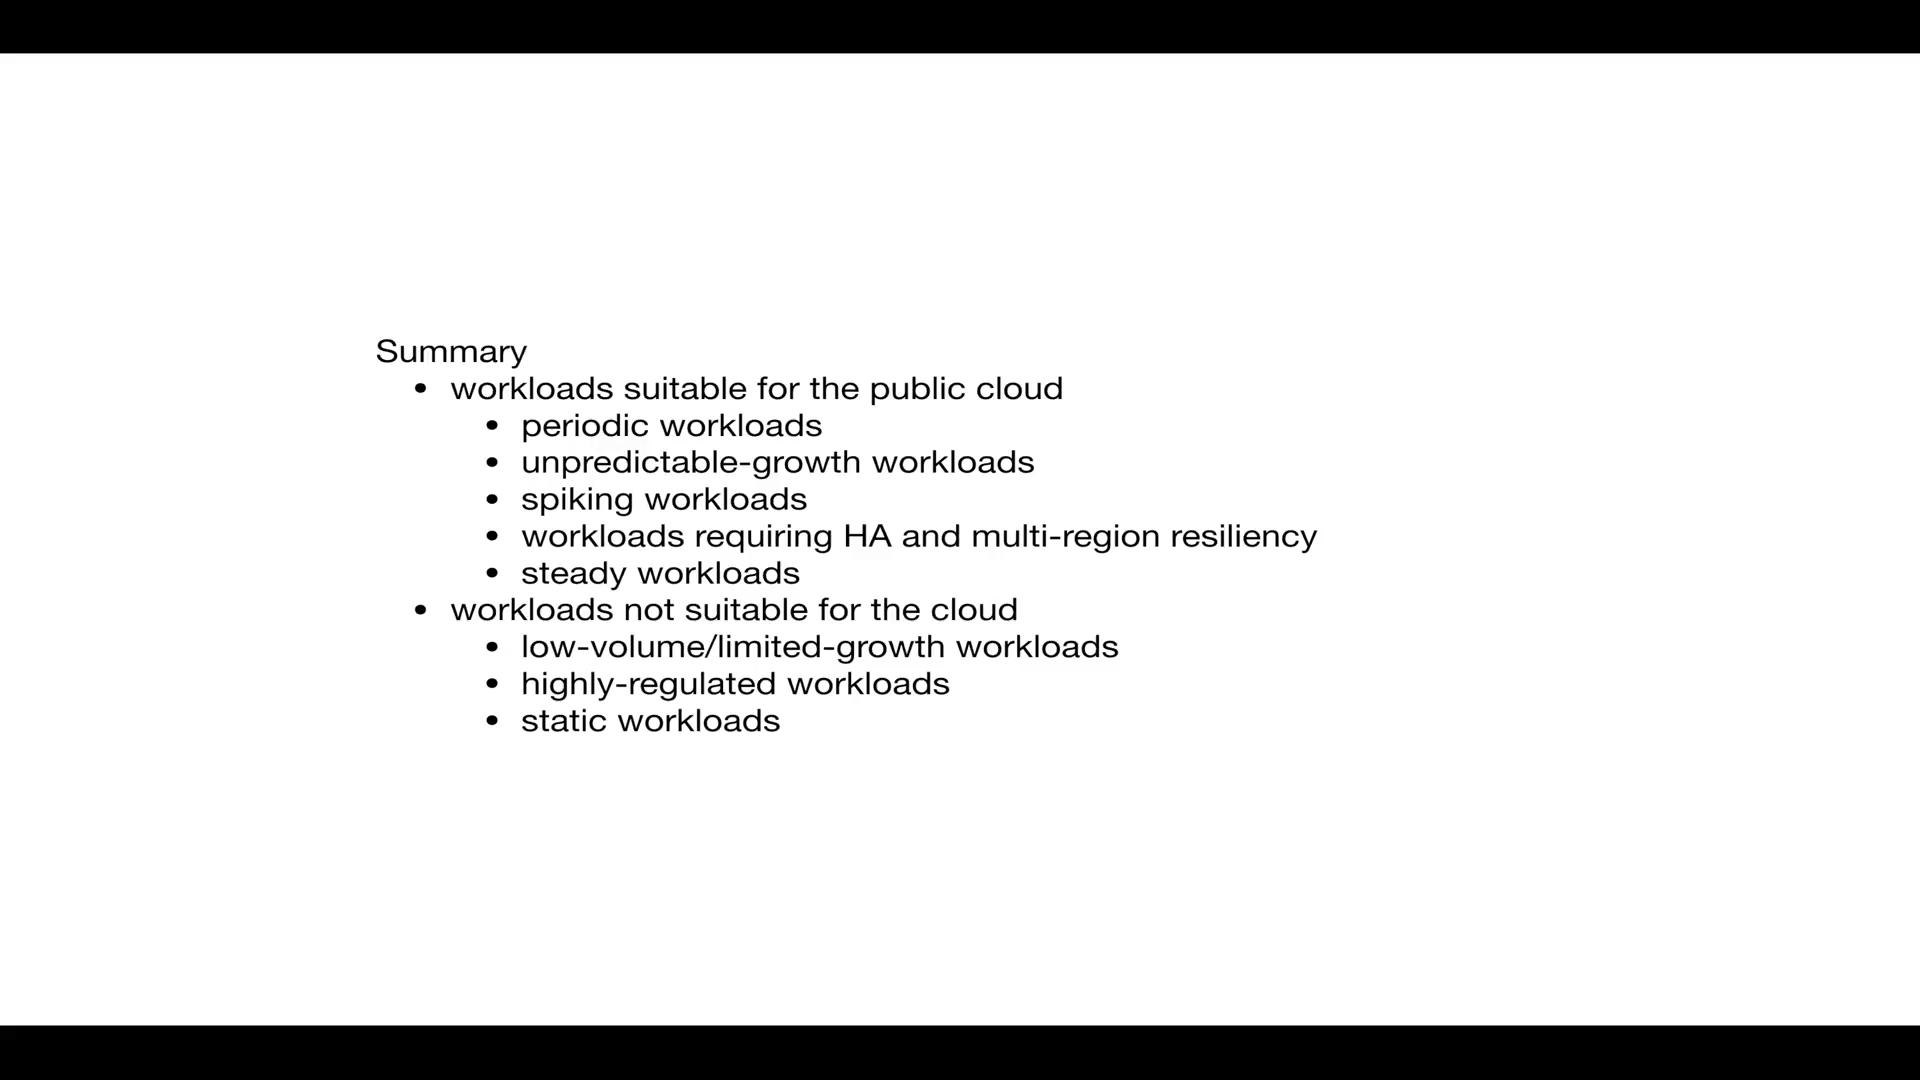 Summary
• workloads suitable for the public cloud
• periodic workloads
• unpredictable-growth workloads
• spiking workloads
• workloads requiring HA and multi-region resiliency
• steady workloads
• workloads not suitable for the cloud
• low-volume/limited-growth workloads
• highly-regulated workloads
• static workloads